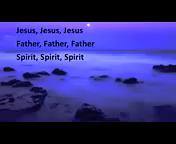 Jesus, Jesus, Jesus
Father, Father, Father
Spirit, Spirit, Spirit